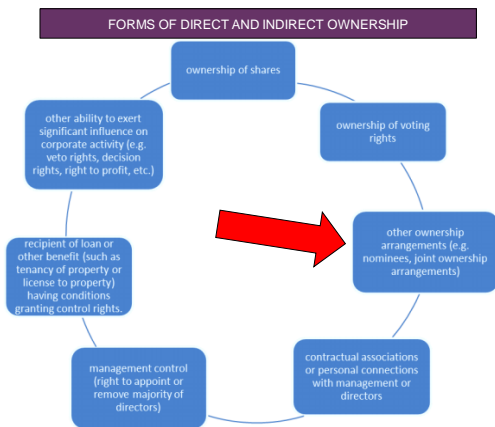 FORMS OF DIRECT AND INDIRECT OWNERSHIP
ownership of shares
ownership of voting
rights
other ownership
arrangements (e.g.
nominees, joint ownership
arrangements)
contractual associations
or personal connections
with management or
directors
management control
(right to appoint or
remove majority of
directors)
recipient of loan or
other benefit (such as
tenancy of property or
license to property)
having conditions
granting control rights.
other ability to exert
significant influence on
corporate activity (e.g.
veto rights, decision
rights, right to profit, etc.)